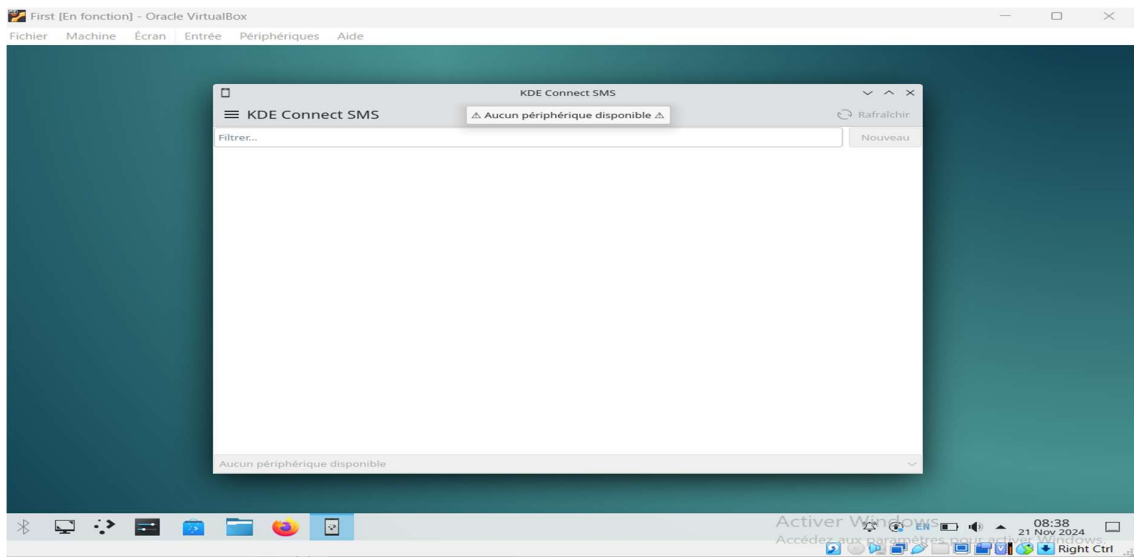 First [En fonction] - Oracle VirtualBox
Fichier Machine Écran Entrée Périphériques Aide
KDE Connect SMS
KDE Connect SMS
⚠ Aucun périphérique disponible ⚠
Rafraîchir
Filtrer...
Nouveau
Aucun périphérique disponible
Activer Windows
Accédez aux paramètres pour activer Windows.
EN
08:38
21 Nov 2024
Right Ctrl